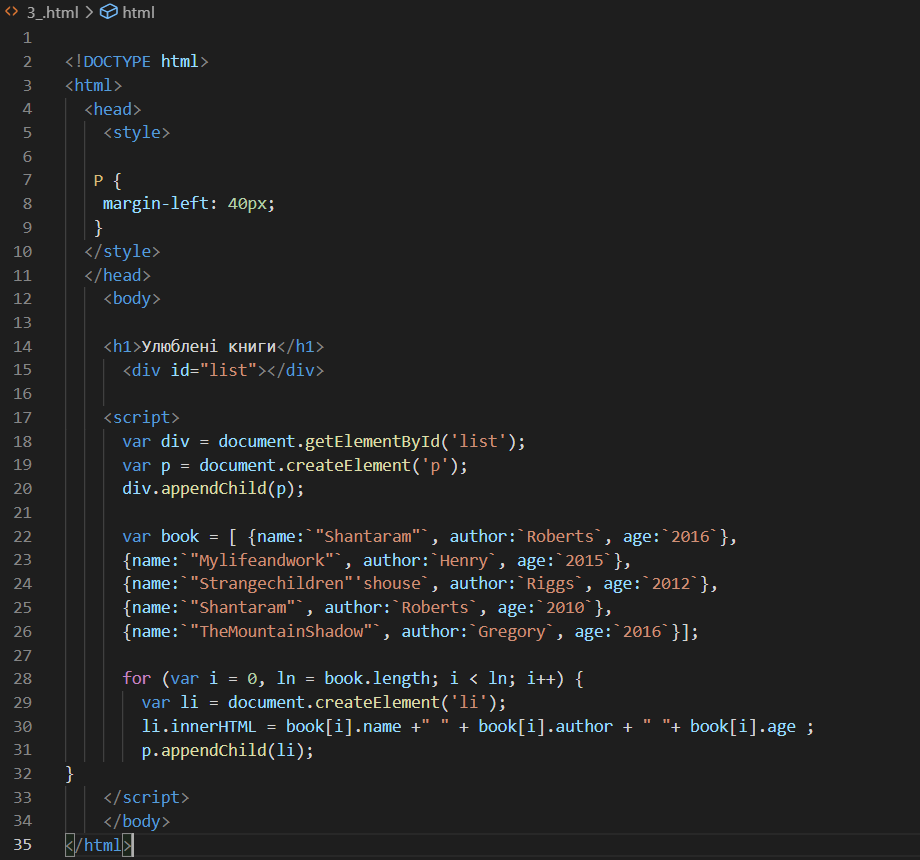 3_.html > html
1
2 <!DOCTYPE html>
3 <html>
4 <head>
5 <style>
6
7 P {
8 margin-left: 40px;
9 }
10 </style>
11 </head>
12 <body>
13
14 <h1>Улюблені книги</h1>
15 <div id="list"></div>
16
17 <script>
18 var div = document.getElementById('list');
19 var p = document.createElement('p');
20 div.appendChild(p);
21
22 var book = [ {name:`"Shantaram"`, author:`Roberts`, age:`2016`},
23 {name:`"Mylifeandwork"`, author:`Henry`, age:`2015`},
24 {name:`"Strangechildren"'shouse`, author:`Riggs`, age:`2012`},
25 {name:`"Shantaram"`, author:`Roberts`, age:`2010`},
26 {name:`"TheMountainShadow"`, author:`Gregory`, age:`2016`}];
27
28 for (var i = 0, ln = book.length; i < ln; i++) {
29 var li = document.createElement('li');
30 li.innerHTML = book[i].name +" " + book[i].author + " "+ book[i].age ;
31 p.appendChild(li);
32 }
33 </script>
34 </body>
35 </html>